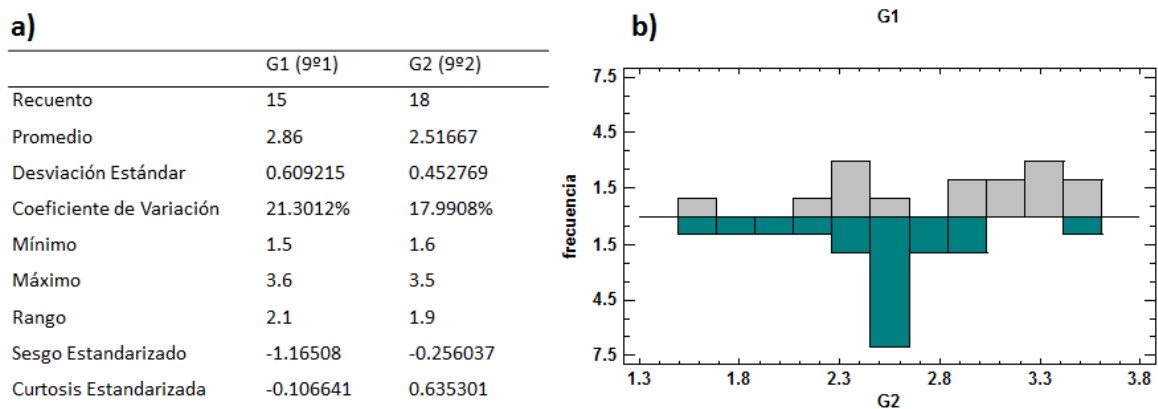 a)
G1 (9º1) G2 (9º2)
Recuento 15 18
Promedio 2.86 2.51667
Desviación Estándar 0.609215 0.452769
Coeficiente de Variación 21.3012% 17.9908%
Mínimo 1.5 1.6
Máximo 3.6 3.5
Rango 2.1 1.9
Sesgo Estandarizado -1.16508 -0.256037
Curtosis Estandarizada -0.106641 0.635301
b)
G1
7.5
4.5
1.5
1.5
4.5
7.5
frecuencia
1.3 1.8 2.3 2.8 3.3 3.8
G2